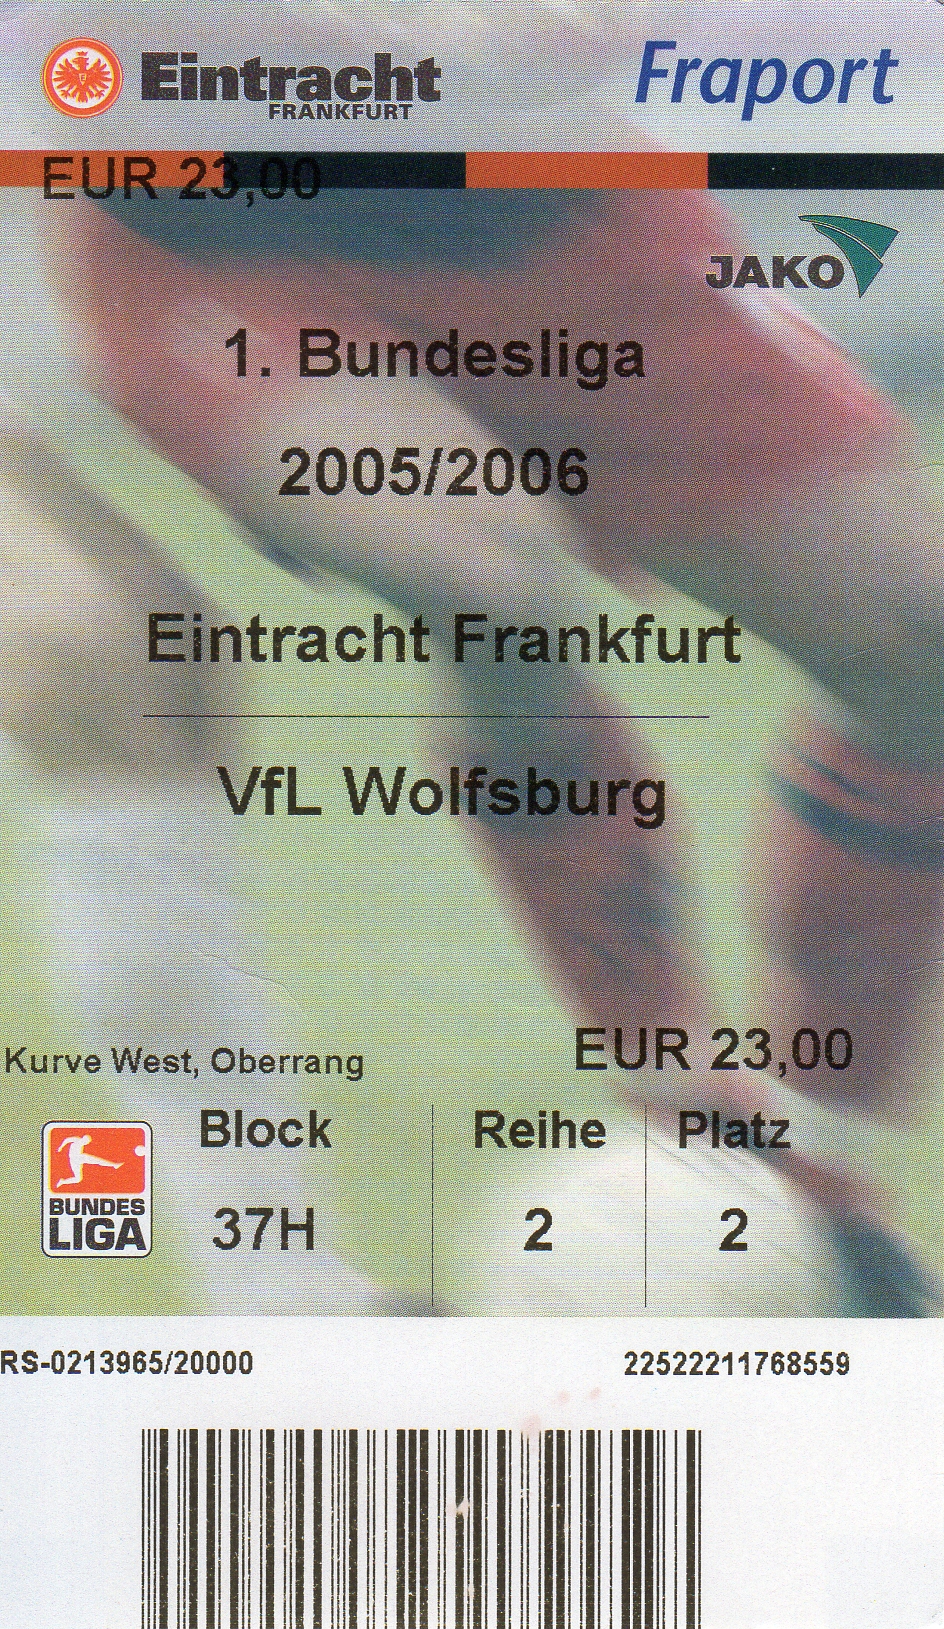 Eintracht
FRANKFURT
Fraport
EUR 23,00
JAKO
1. Bundesliga
2005/2006
Eintracht Frankfurt
VfL Wolfsburg
Kurve West, Oberrang
EUR 23,00
Block Reihe Platz
37H 2 2
BUNDES
LIGA
RS-0213965/20000 22522211768559